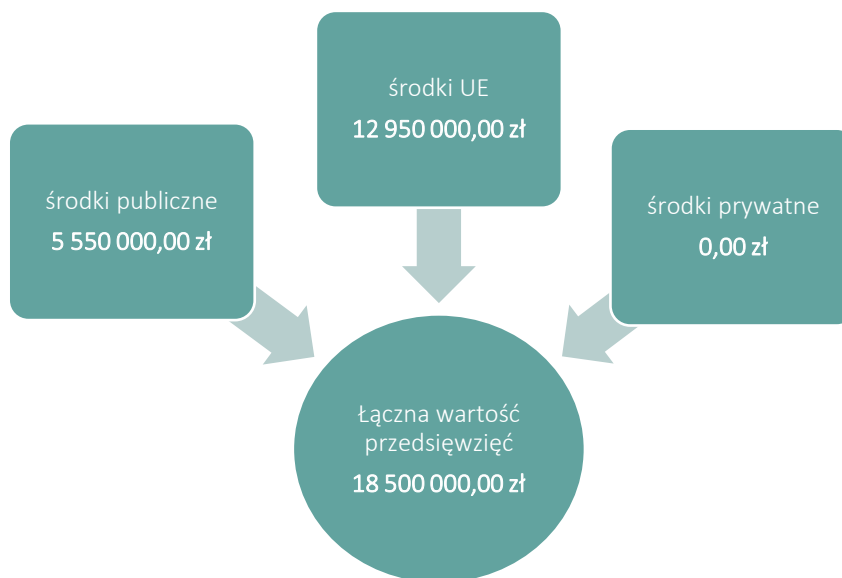 środki UE
12 950 000,00 zł
środki publiczne
5 550 000,00 zł
środki prywatne
0,00 zł
Łączna wartość
przedsięwzięć
18 500 000,00 zł